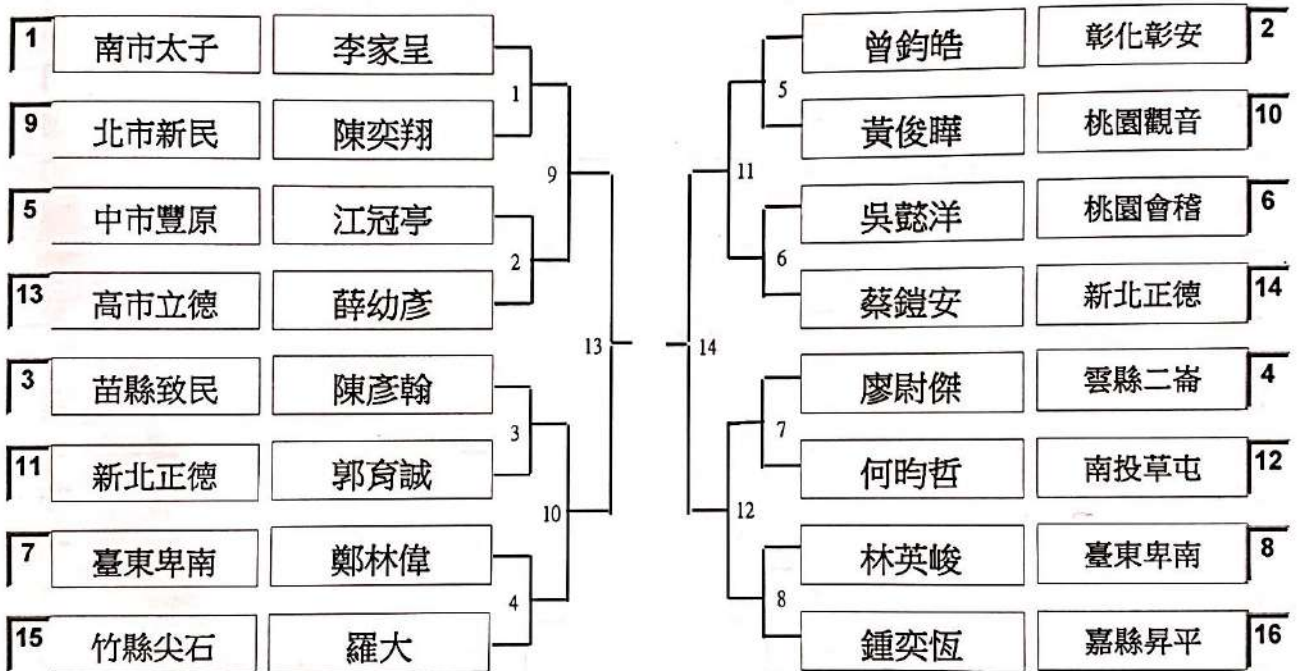 1 南市太子 李家呈 曾鈞皓 彰化彰安 2
1 5
9 北市新民 陳奕翔 黃俊曄 桃園觀音 10
9 11
5 中市豐原 江冠亭 吳懿洋 桃園會稽 6
2 6
13 高市立德 薛幼彥 蔡鎧安 新北正德 14
13 14
3 苗縣致民 陳彥翰 廖尉傑 雲縣二崙 4
3 7
11 新北正德 郭育誠 何昀哲 南投草屯 12
10 12
7 臺東卑南 鄭林偉 林英峻 臺東卑南 8
4 8
15 竹縣尖石 羅大 鍾奕恆 嘉縣昇平 16